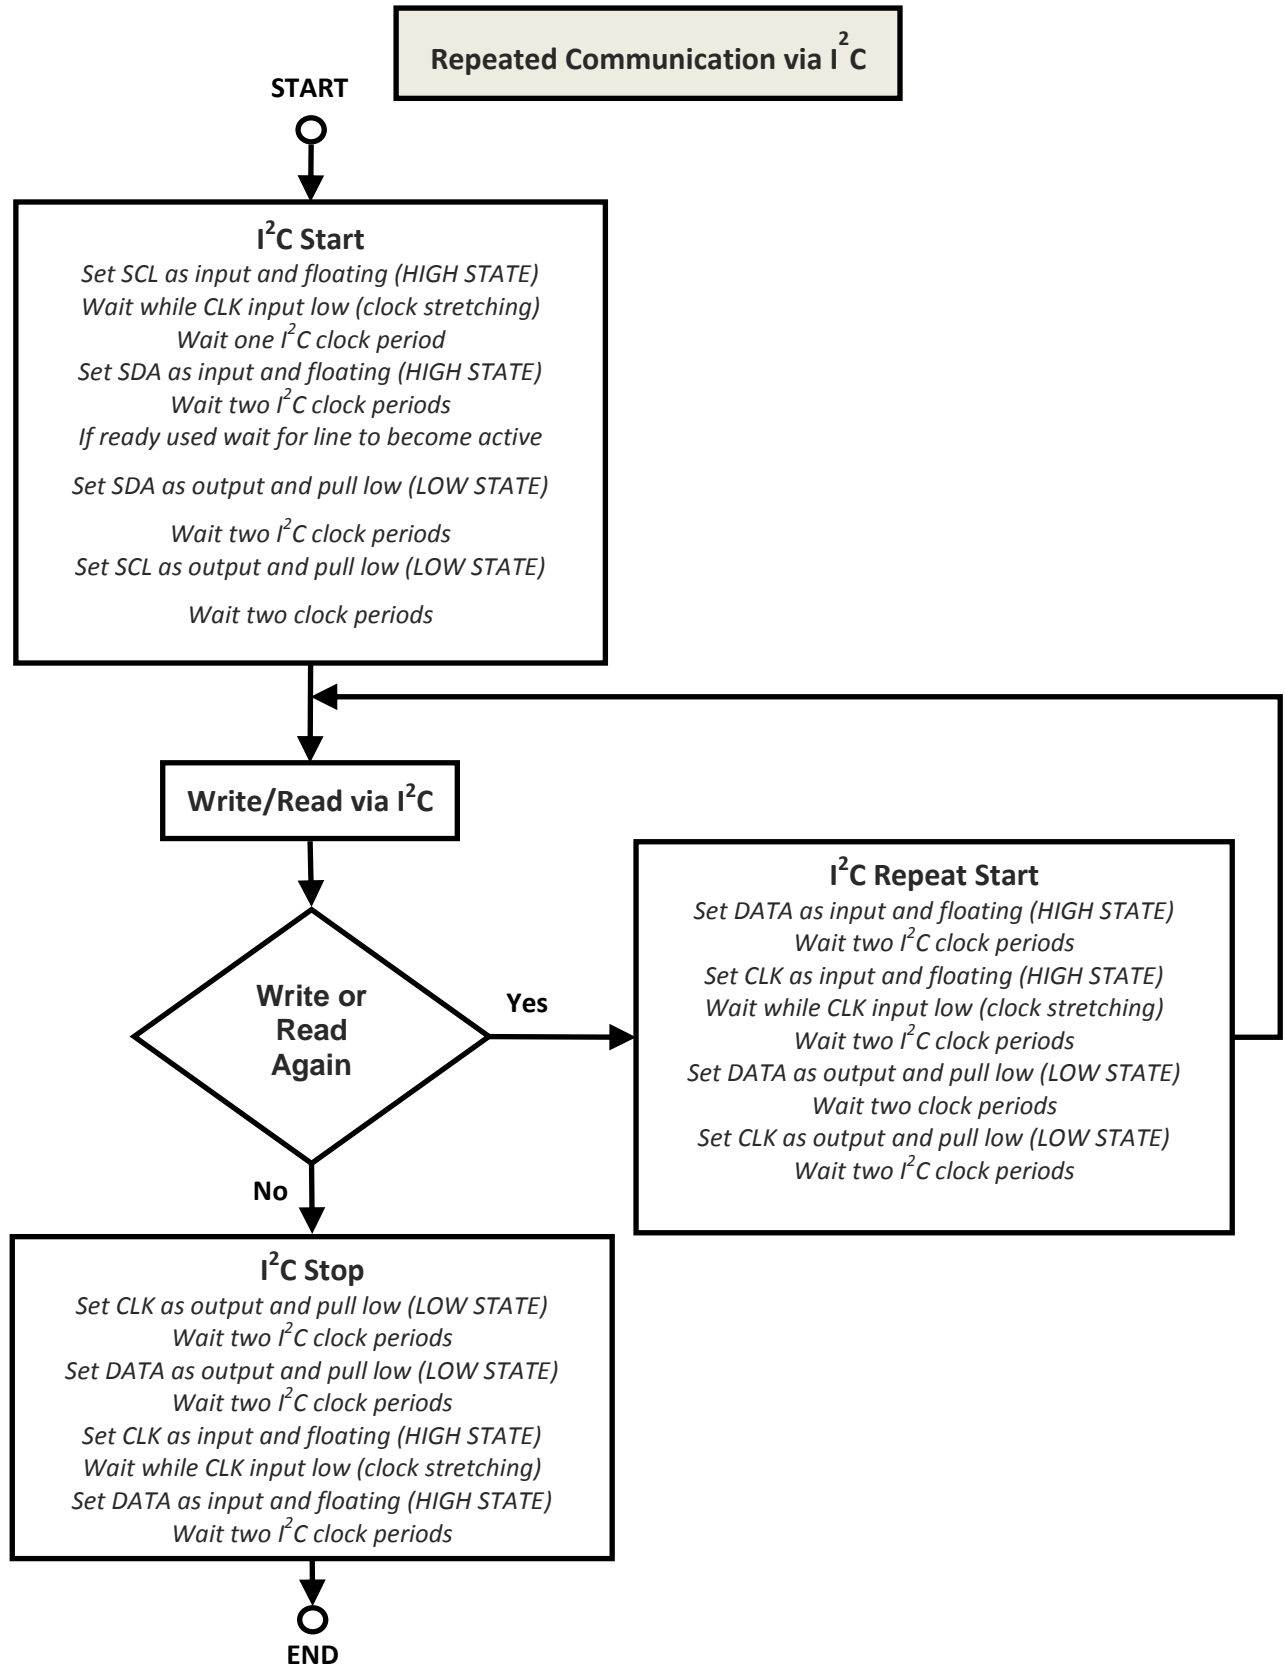 Repeated Communication via I²C
START
I²C Start
Set SCL as input and floating (HIGH STATE)
Wait while CLK input low (clock stretching)
Wait one I²C clock period
Set SDA as input and floating (HIGH STATE)
Wait two I²C clock periods
If ready used wait for line to become active
Set SDA as output and pull low (LOW STATE)
Wait two I²C clock periods
Set SCL as output and pull low (LOW STATE)
Wait two clock periods
Write/Read via I²C
Write or
Read
Again
Yes
I²C Repeat Start
Set DATA as input and floating (HIGH STATE)
Wait two I²C clock periods
Set CLK as input and floating (HIGH STATE)
Wait while CLK input low (clock stretching)
Wait two I²C clock periods
Set DATA as output and pull low (LOW STATE)
Wait two clock periods
Set CLK as output and pull low (LOW STATE)
Wait two I²C clock periods
No
I²C Stop
Set CLK as output and pull low (LOW STATE)
Wait two I²C clock periods
Set DATA as output and pull low (LOW STATE)
Wait two I²C clock periods
Set CLK as input and floating (HIGH STATE)
Wait while CLK input low (clock stretching)
Set DATA as input and floating (HIGH STATE)
Wait two I²C clock periods
END